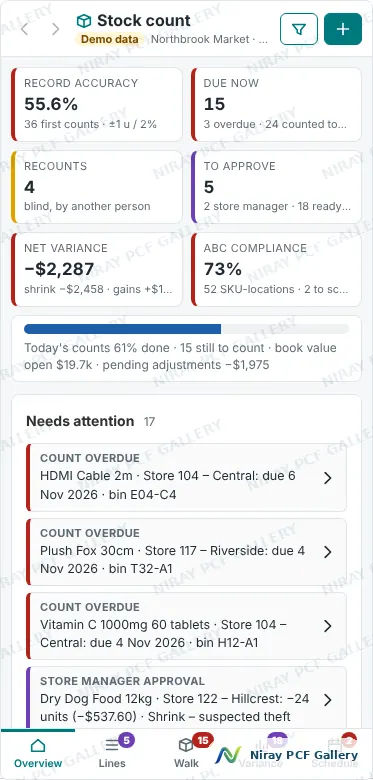 Stock count
Demo data Northbrook Market · ...
RECORD ACCURACY
55.6%
36 first counts · ±1 u / 2%
DUE NOW
15
3 overdue · 24 counted to...
RECOUNTS
4
blind, by another person
TO APPROVE
5
2 store manager · 18 ready...
NET VARIANCE
−$2,287
shrink −$2,458 · gains +$1...
ABC COMPLIANCE
73%
52 SKU-locations · 2 to sc...
Today's counts 61% done · 15 still to count · book value
open $19.7k · pending adjustments −$1,975
Needs attention 17
COUNT OVERDUE
HDMI Cable 2m · Store 104 – Central: due 6
Nov 2026 · bin E04-C4
COUNT OVERDUE
Plush Fox 30cm · Store 117 – Riverside: due 4
Nov 2026 · bin T32-A1
COUNT OVERDUE
Vitamin C 1000mg 60 tablets · Store 104 –
Central: due 4 Nov 2026 · bin H12-A1
STORE MANAGER APPROVAL
Dry Dog Food 12kg · Store 122 – Hillcrest: −24
units (−$537.60) · Shrink – suspected theft
5 15 18
Overview Lines Walk Variance Schedule
Niray PCF Gallery
NIRAY PCF GALLERY